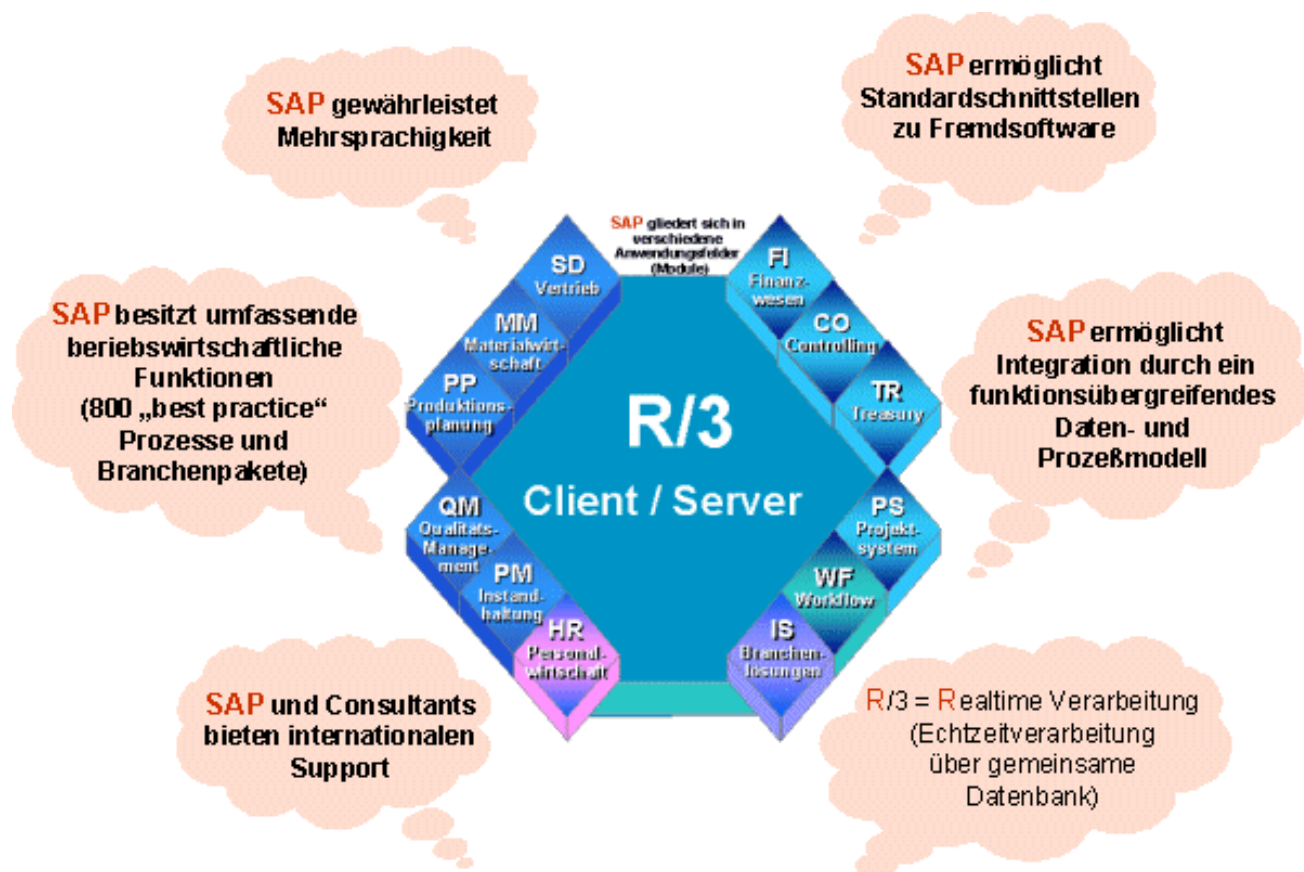 SAP gewährleistet
Mehrsprachigkeit
SAP ermöglicht
Standardschnittstellen
zu Fremdsoftware
SAP gliedert sich in
verschiedene
Anwendungsfelder
(Module)
SD
Vertrieb
MM
Materialwirt-
schaft
PP
Produktions-
planung
FI
Finanz-
wesen
CO
Controlling
TR
Treasury
SAP besitzt umfassende
beriebswirtschaftliche
Funktionen
(800 „best practice“
Prozesse und
Branchenpakete)
R/3
Client / Server
SAP ermöglicht
Integration durch ein
funktionsübergreifendes
Daten- und
Prozeßmodell
QM
Qualitäts-
Manage-
ment
PM
Instand-
haltung
HR
Personal-
wirtschaft
PS
Projekt-
system
WF
Workflow
IS
Branchen-
lösungen
SAP und Consultants
bieten internationalen
Support
R/3 = Realtime Verarbeitung
(Echtzeitverarbeitung
über gemeinsame
Datenbank)